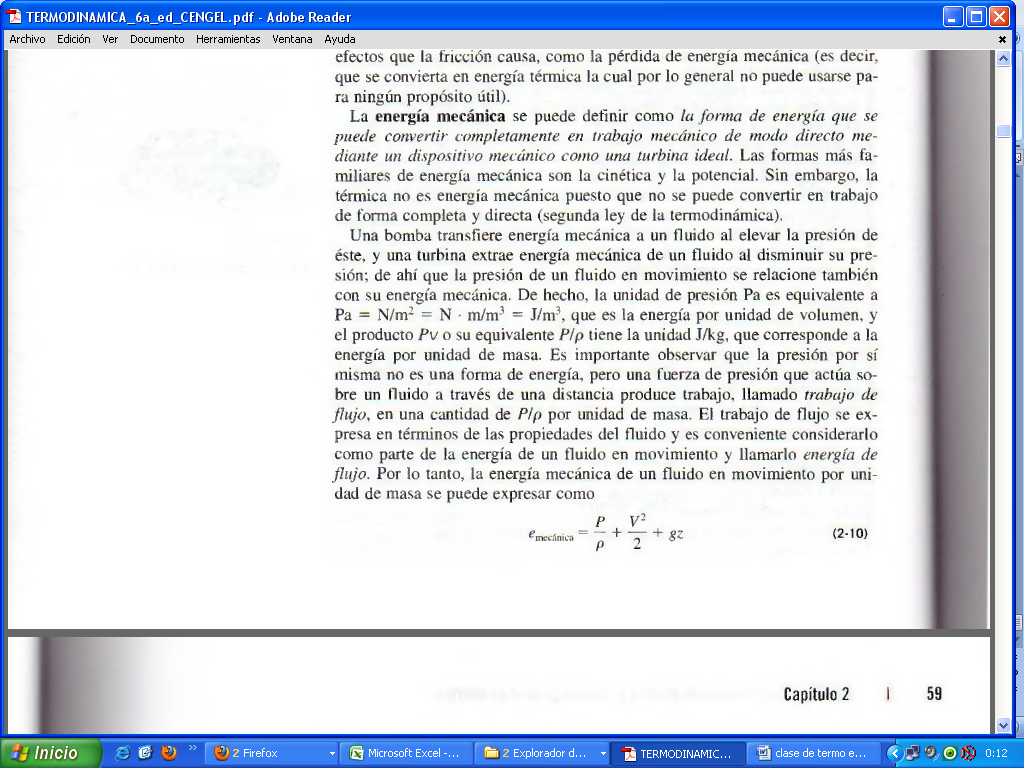 TERMODINAMICA_6a_ed_CENGEL.pdf - Adobe Reader
Archivo Edición Ver Documento Herramientas Ventana Ayuda
efectos que la fricción causa, como la pérdida de energía mecánica (es decir,
que se convierta en energía térmica la cual por lo general no puede usarse pa-
ra ningún propósito útil).
La energía mecánica se puede definir como la forma de energía que se
puede convertir completamente en trabajo mecánico de modo directo me-
diante un dispositivo mecánico como una turbina ideal. Las formas más fa-
miliares de energía mecánica son la cinética y la potencial. Sin embargo, la
térmica no es energía mecánica puesto que no se puede convertir en trabajo
de forma completa y directa (segunda ley de la termodinámica).
Una bomba transfiere energía mecánica a un fluido al elevar la presión de
éste, y una turbina extrae energía mecánica de un fluido al disminuir su pre-
sión; de ahí que la presión de un fluido en movimiento se relacione también
con su energía mecánica. De hecho, la unidad de presión Pa es equivalente a
Pa = N/m² = N · m/m³ = J/m³, que es la energía por unidad de volumen, y
el producto Pv o su equivalente P/ρ tiene la unidad J/kg, que corresponde a la
energía por unidad de masa. Es importante observar que la presión por sí
misma no es una forma de energía, pero una fuerza de presión que actúa so-
bre un fluido a través de una distancia produce trabajo, llamado trabajo de
flujo, en una cantidad de P/ρ por unidad de masa. El trabajo de flujo se ex-
presa en términos de las propiedades del fluido y es conveniente considerarlo
como parte de la energía de un fluido en movimiento y llamarlo energía de
flujo. Por lo tanto, la energía mecánica de un fluido en movimiento por uni-
dad de masa se puede expresar como
e mecánica = P/ρ + V²/2 + gz (2-10)
Capítulo 2 | 59
Inicio » 2 Firefox Microsoft Excel -... 2 Explorador d... TERMODINAMIC... clase de termo e... 0:12